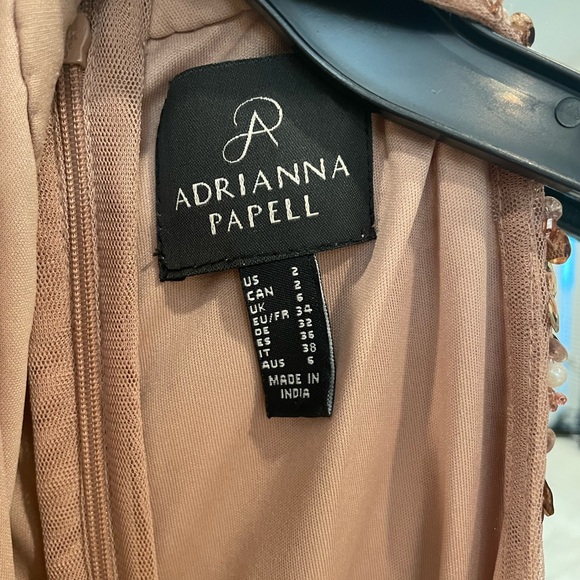 ADRIANNA
PAPELL
US 2
CAN 2
UK 6
EU/FR 34
DE 32
ES 36
IT 38
AUS 6
MADE IN
INDIA